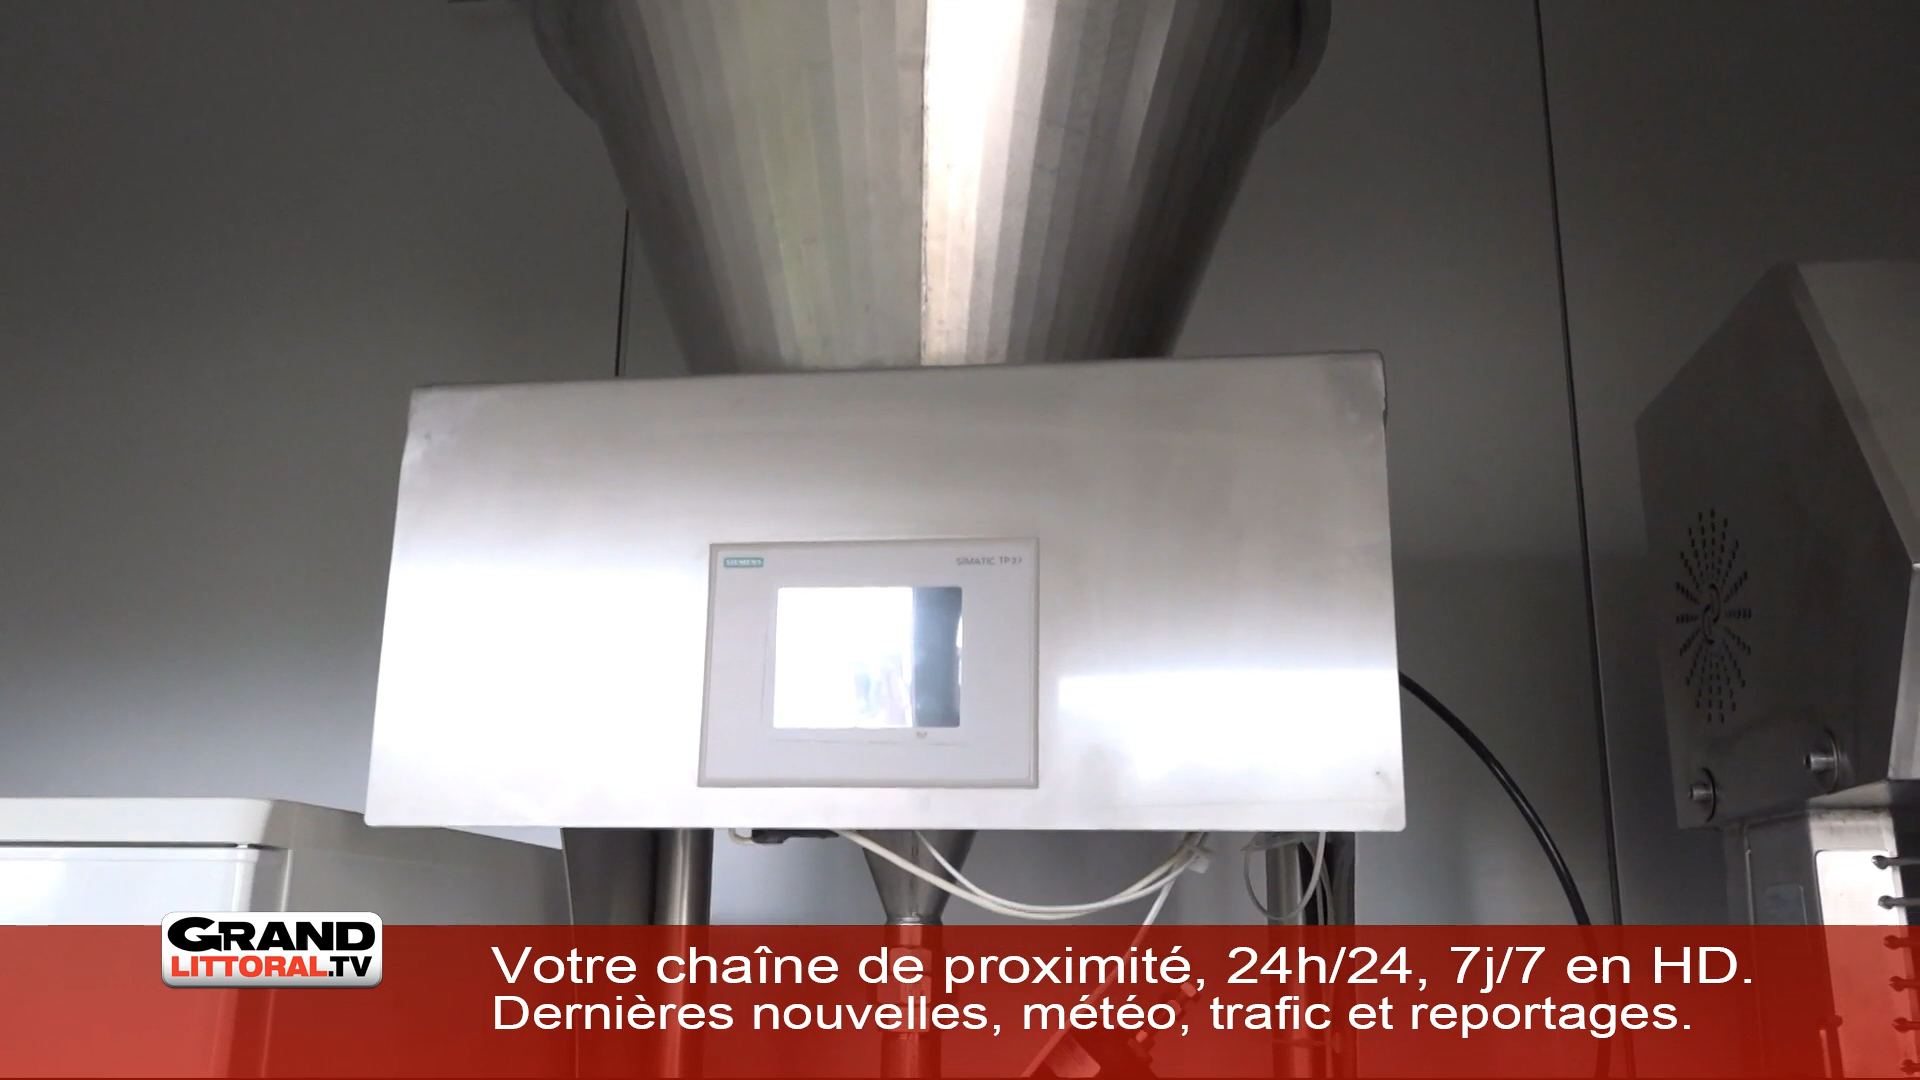 SIEMENS
SIMATIC
GRAND
LITTORAL.TV
Votre chaîne de proximité, 24h/24, 7j/7 en HD.
Dernières nouvelles, météo, trafic et reportages.